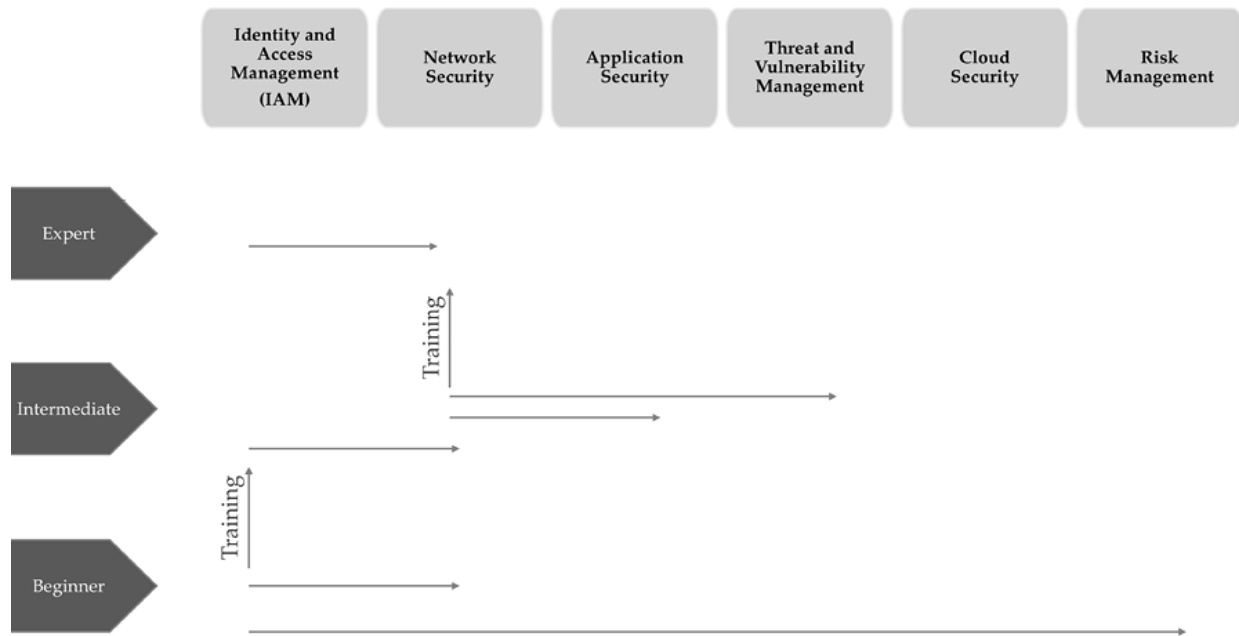 Identity and
Access
Management
(IAM)
Network
Security
Application
Security
Threat and
Vulnerability
Management
Cloud
Security
Risk
Management
Expert
Training
Intermediate
Training
Beginner